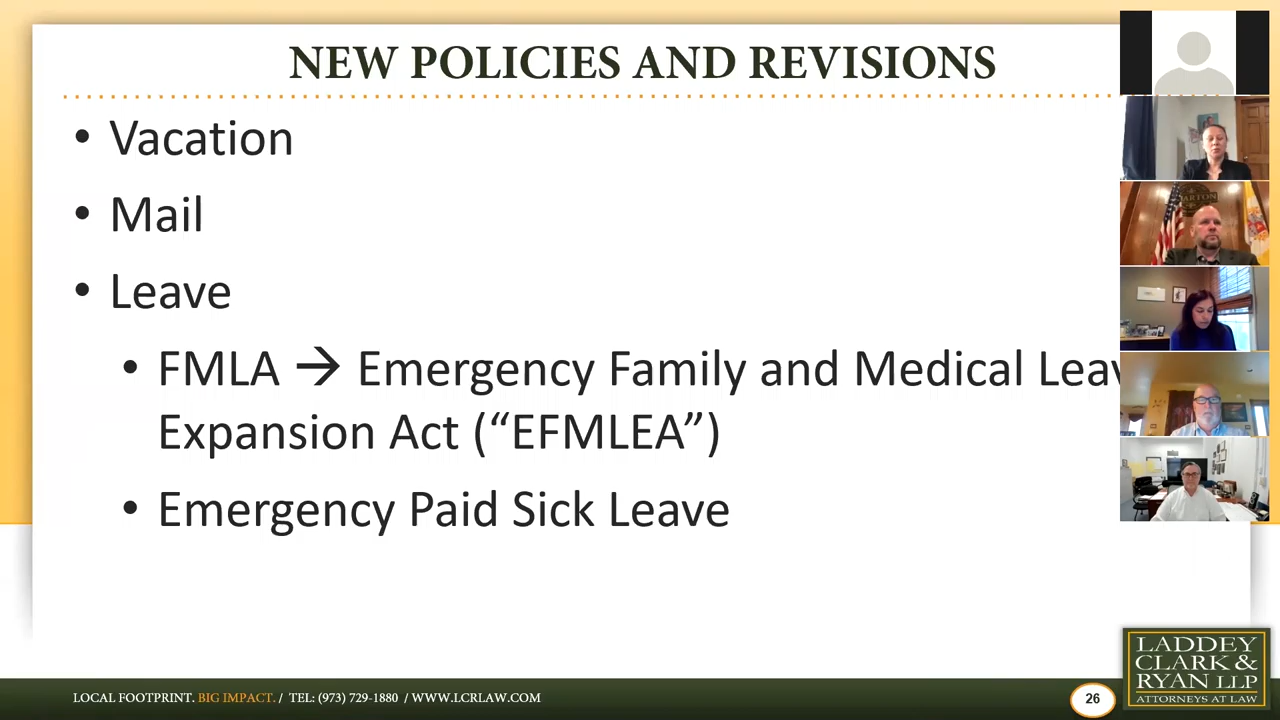 NEW POLICIES AND REVISIONS
• Vacation
• Mail
• Leave
• FMLA → Emergency Family and Medical Leav
Expansion Act (“EFMLEA”)
• Emergency Paid Sick Leave
LOCAL FOOTPRINT. BIG IMPACT. / TEL: (973) 729-1880 / WWW.LCRLAW.COM
26
LADDEY
CLARK &
RYAN LLP
ATTORNEYS AT LAW